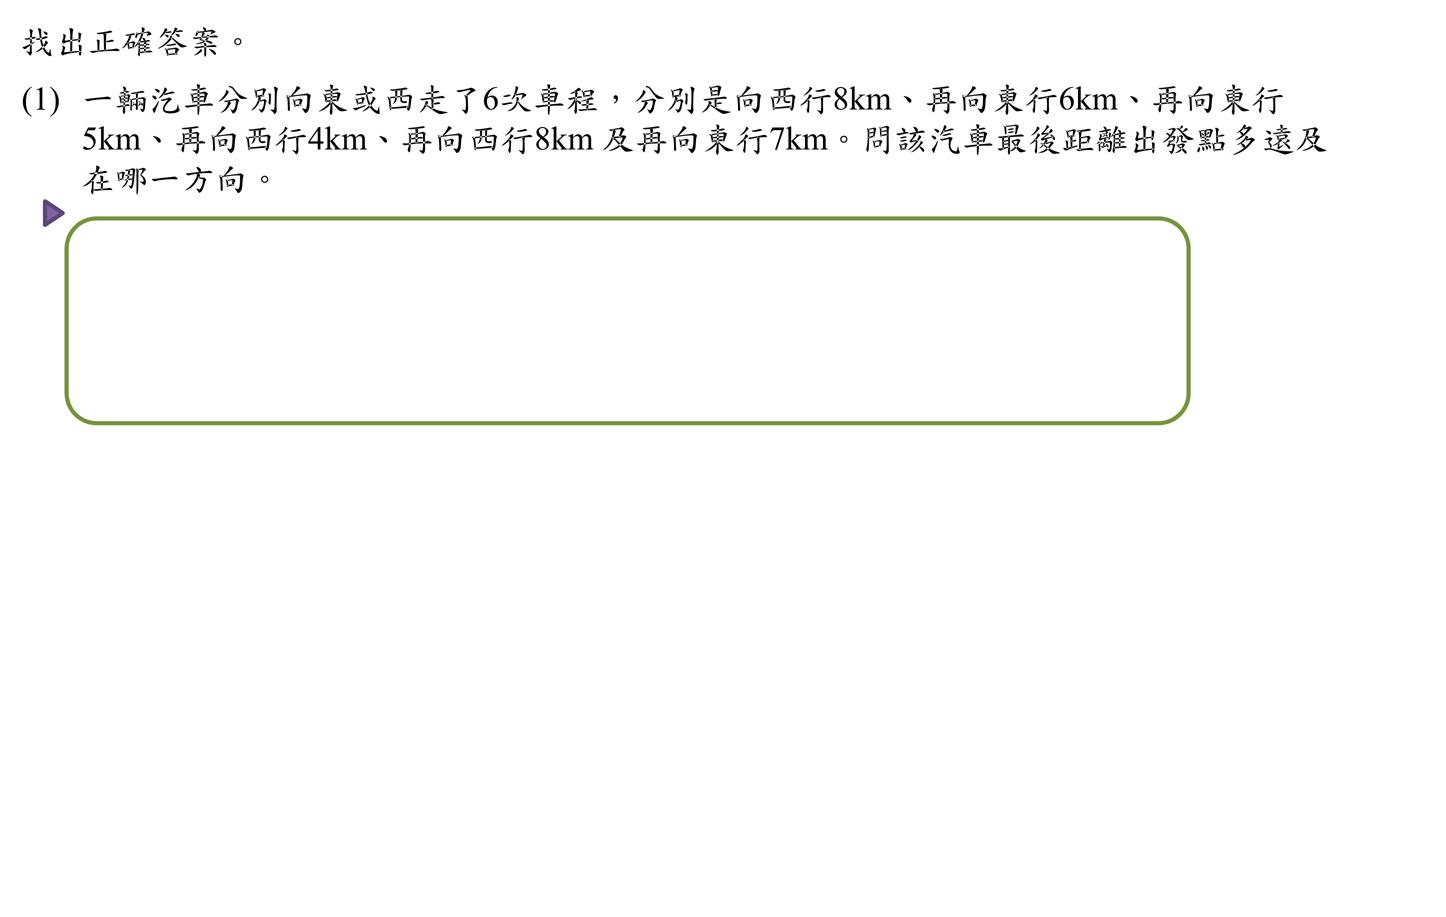 找出正確答案。
(1) 一輛汽車分別向東或西走了6次車程，分別是向西行8km、再向東行6km、再向東行
5km、再向西行4km、再向西行8km 及再向東行7km。問該汽車最後距離出發點多遠及
在哪一方向。